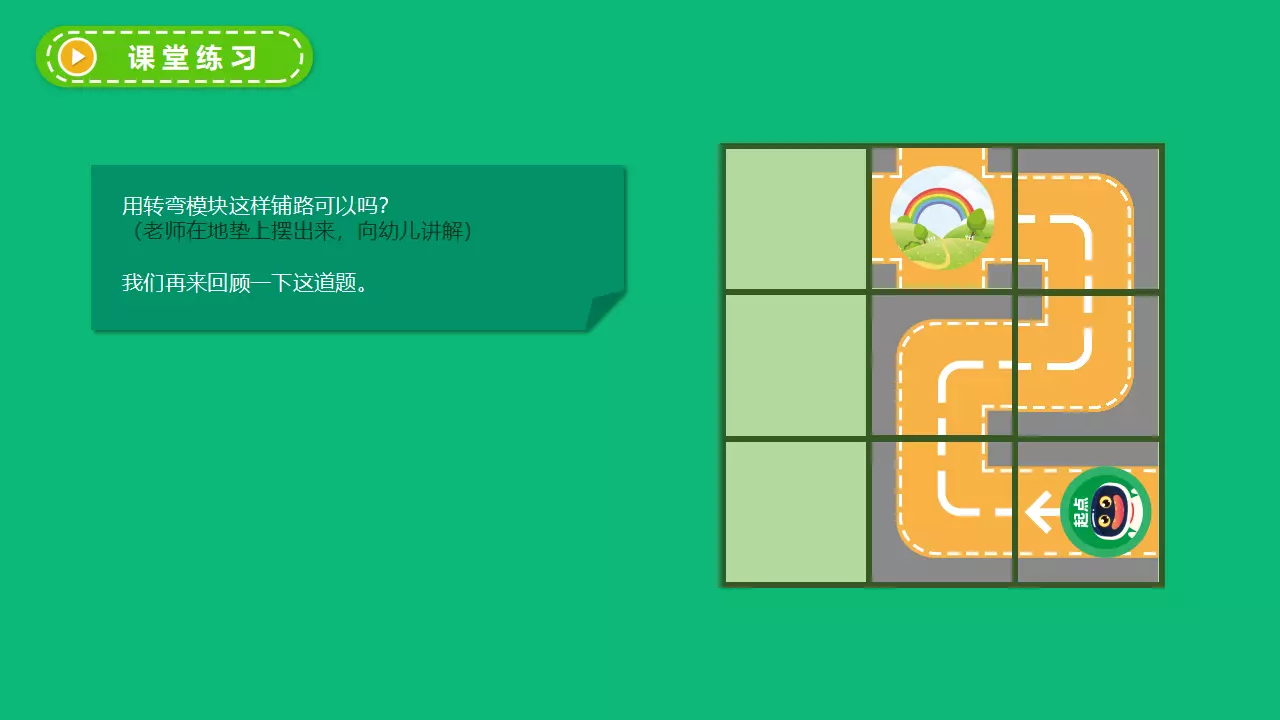 课堂练习
用转弯模块这样铺路可以吗?
（老师在地垫上摆出来，向幼儿讲解）
我们再来回顾一下这道题。
起点